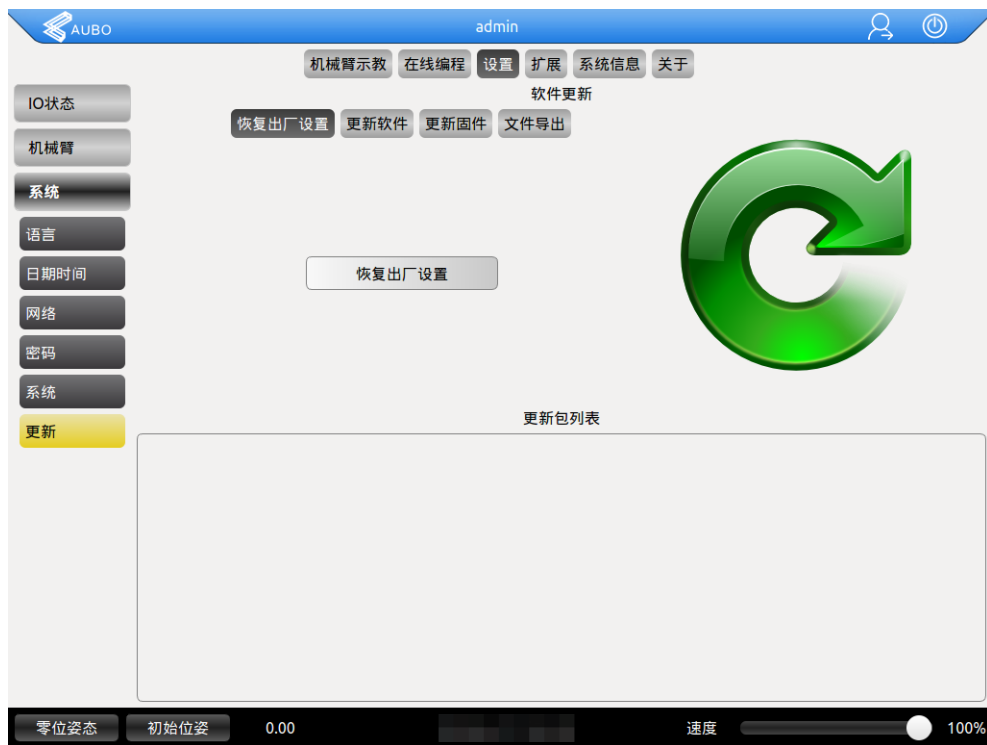 AUBO admin
机械臂示教 在线编程 设置 扩展 系统信息 关于
软件更新
恢复出厂设置 更新软件 更新固件 文件导出
IO状态
机械臂
系统
语言
日期时间
网络
密码
系统
更新
恢复出厂设置
更新包列表
零位姿态 初始位姿 0.00 速度 100%